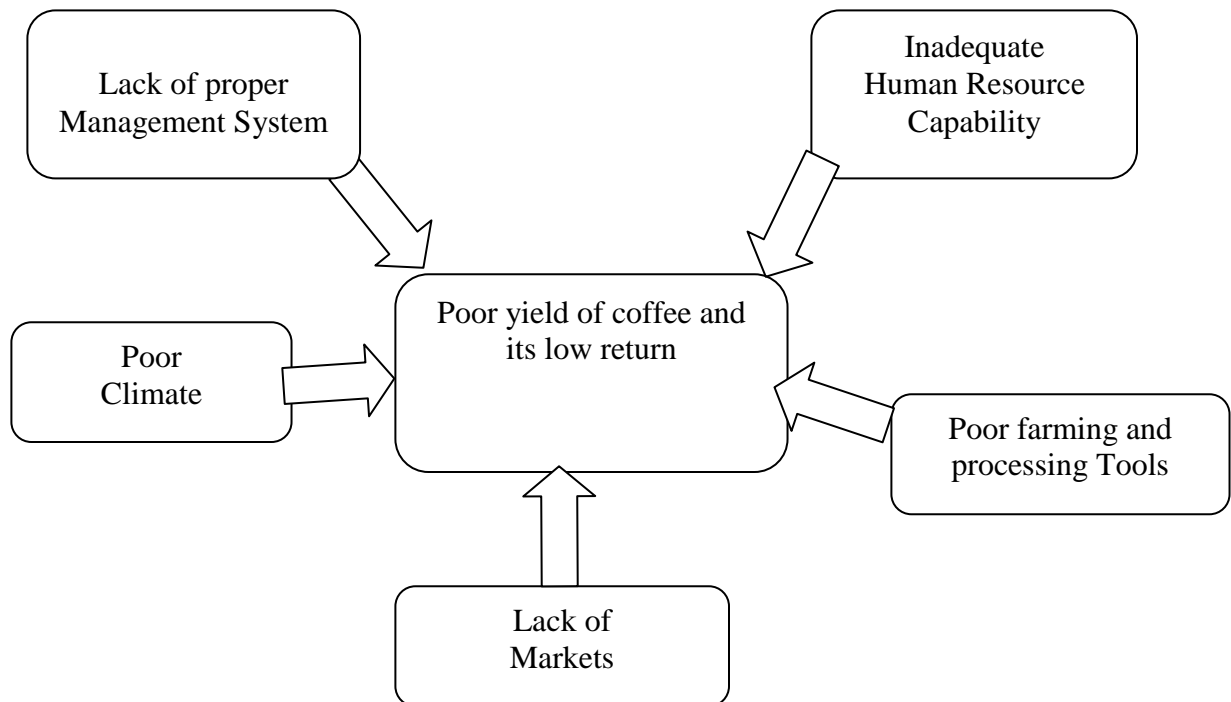 Lack of proper
Management System
Inadequate
Human Resource
Capability
Poor yield of coffee and
its low return
Poor
Climate
Poor farming and
processing Tools
Lack of
Markets